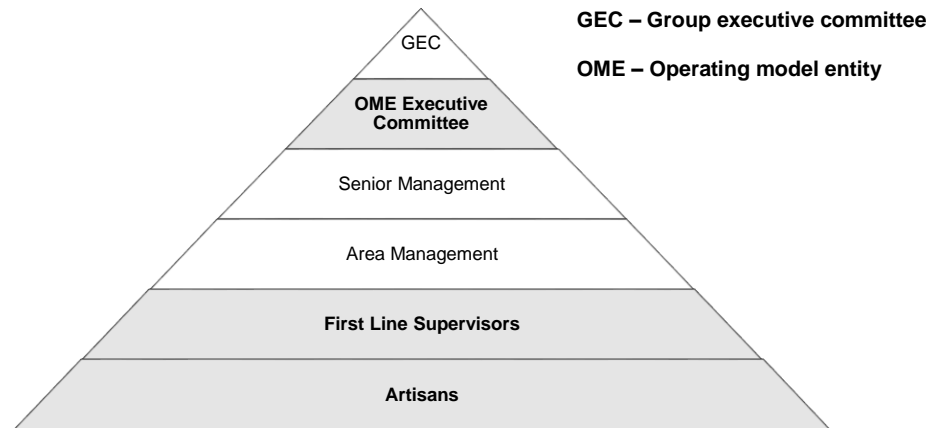 GEC – Group executive committee
GEC
OME – Operating model entity
OME Executive
Committee
Senior Management
Area Management
First Line Supervisors
Artisans